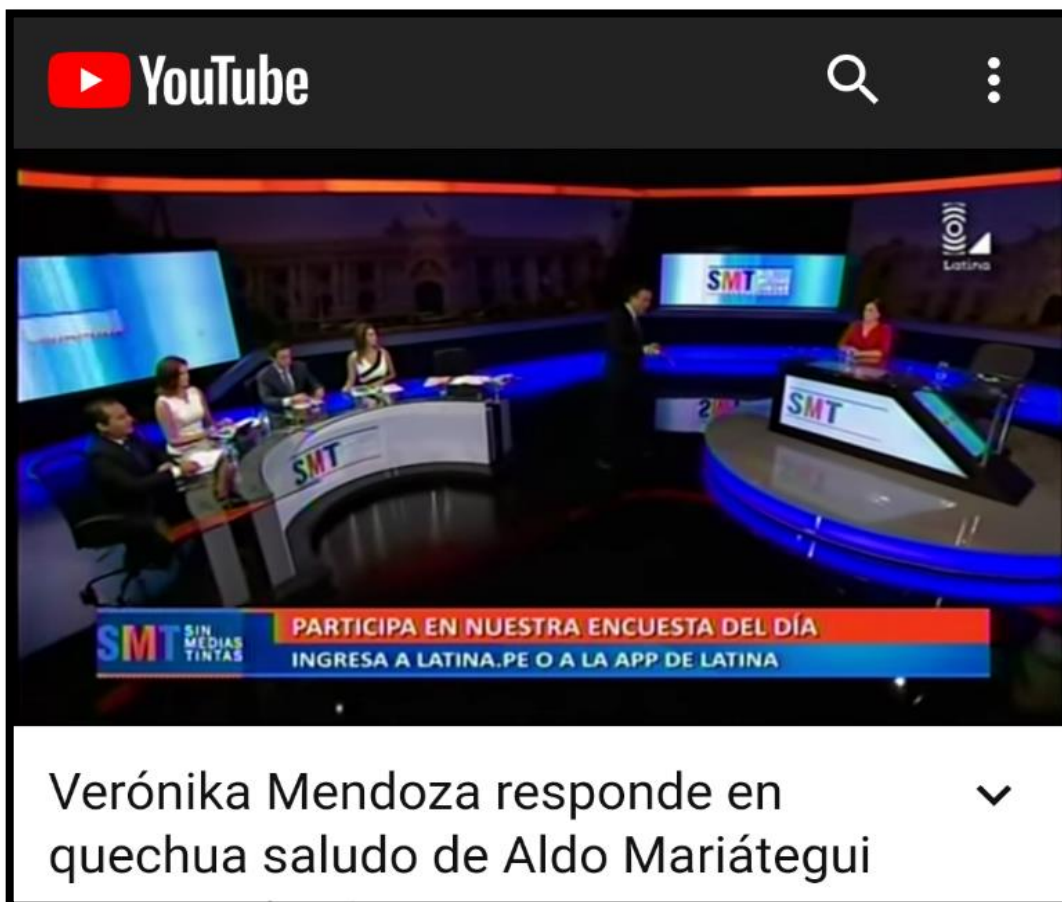 YouTube
Latina
SMT
SMT
SMT
SMT SIN MEDIAS TINTAS
PARTICIPA EN NUESTRA ENCUESTA DEL DÍA
INGRESA A LATINA.PE O A LA APP DE LATINA
Verónika Mendoza responde en
quechua saludo de Aldo Mariátegui